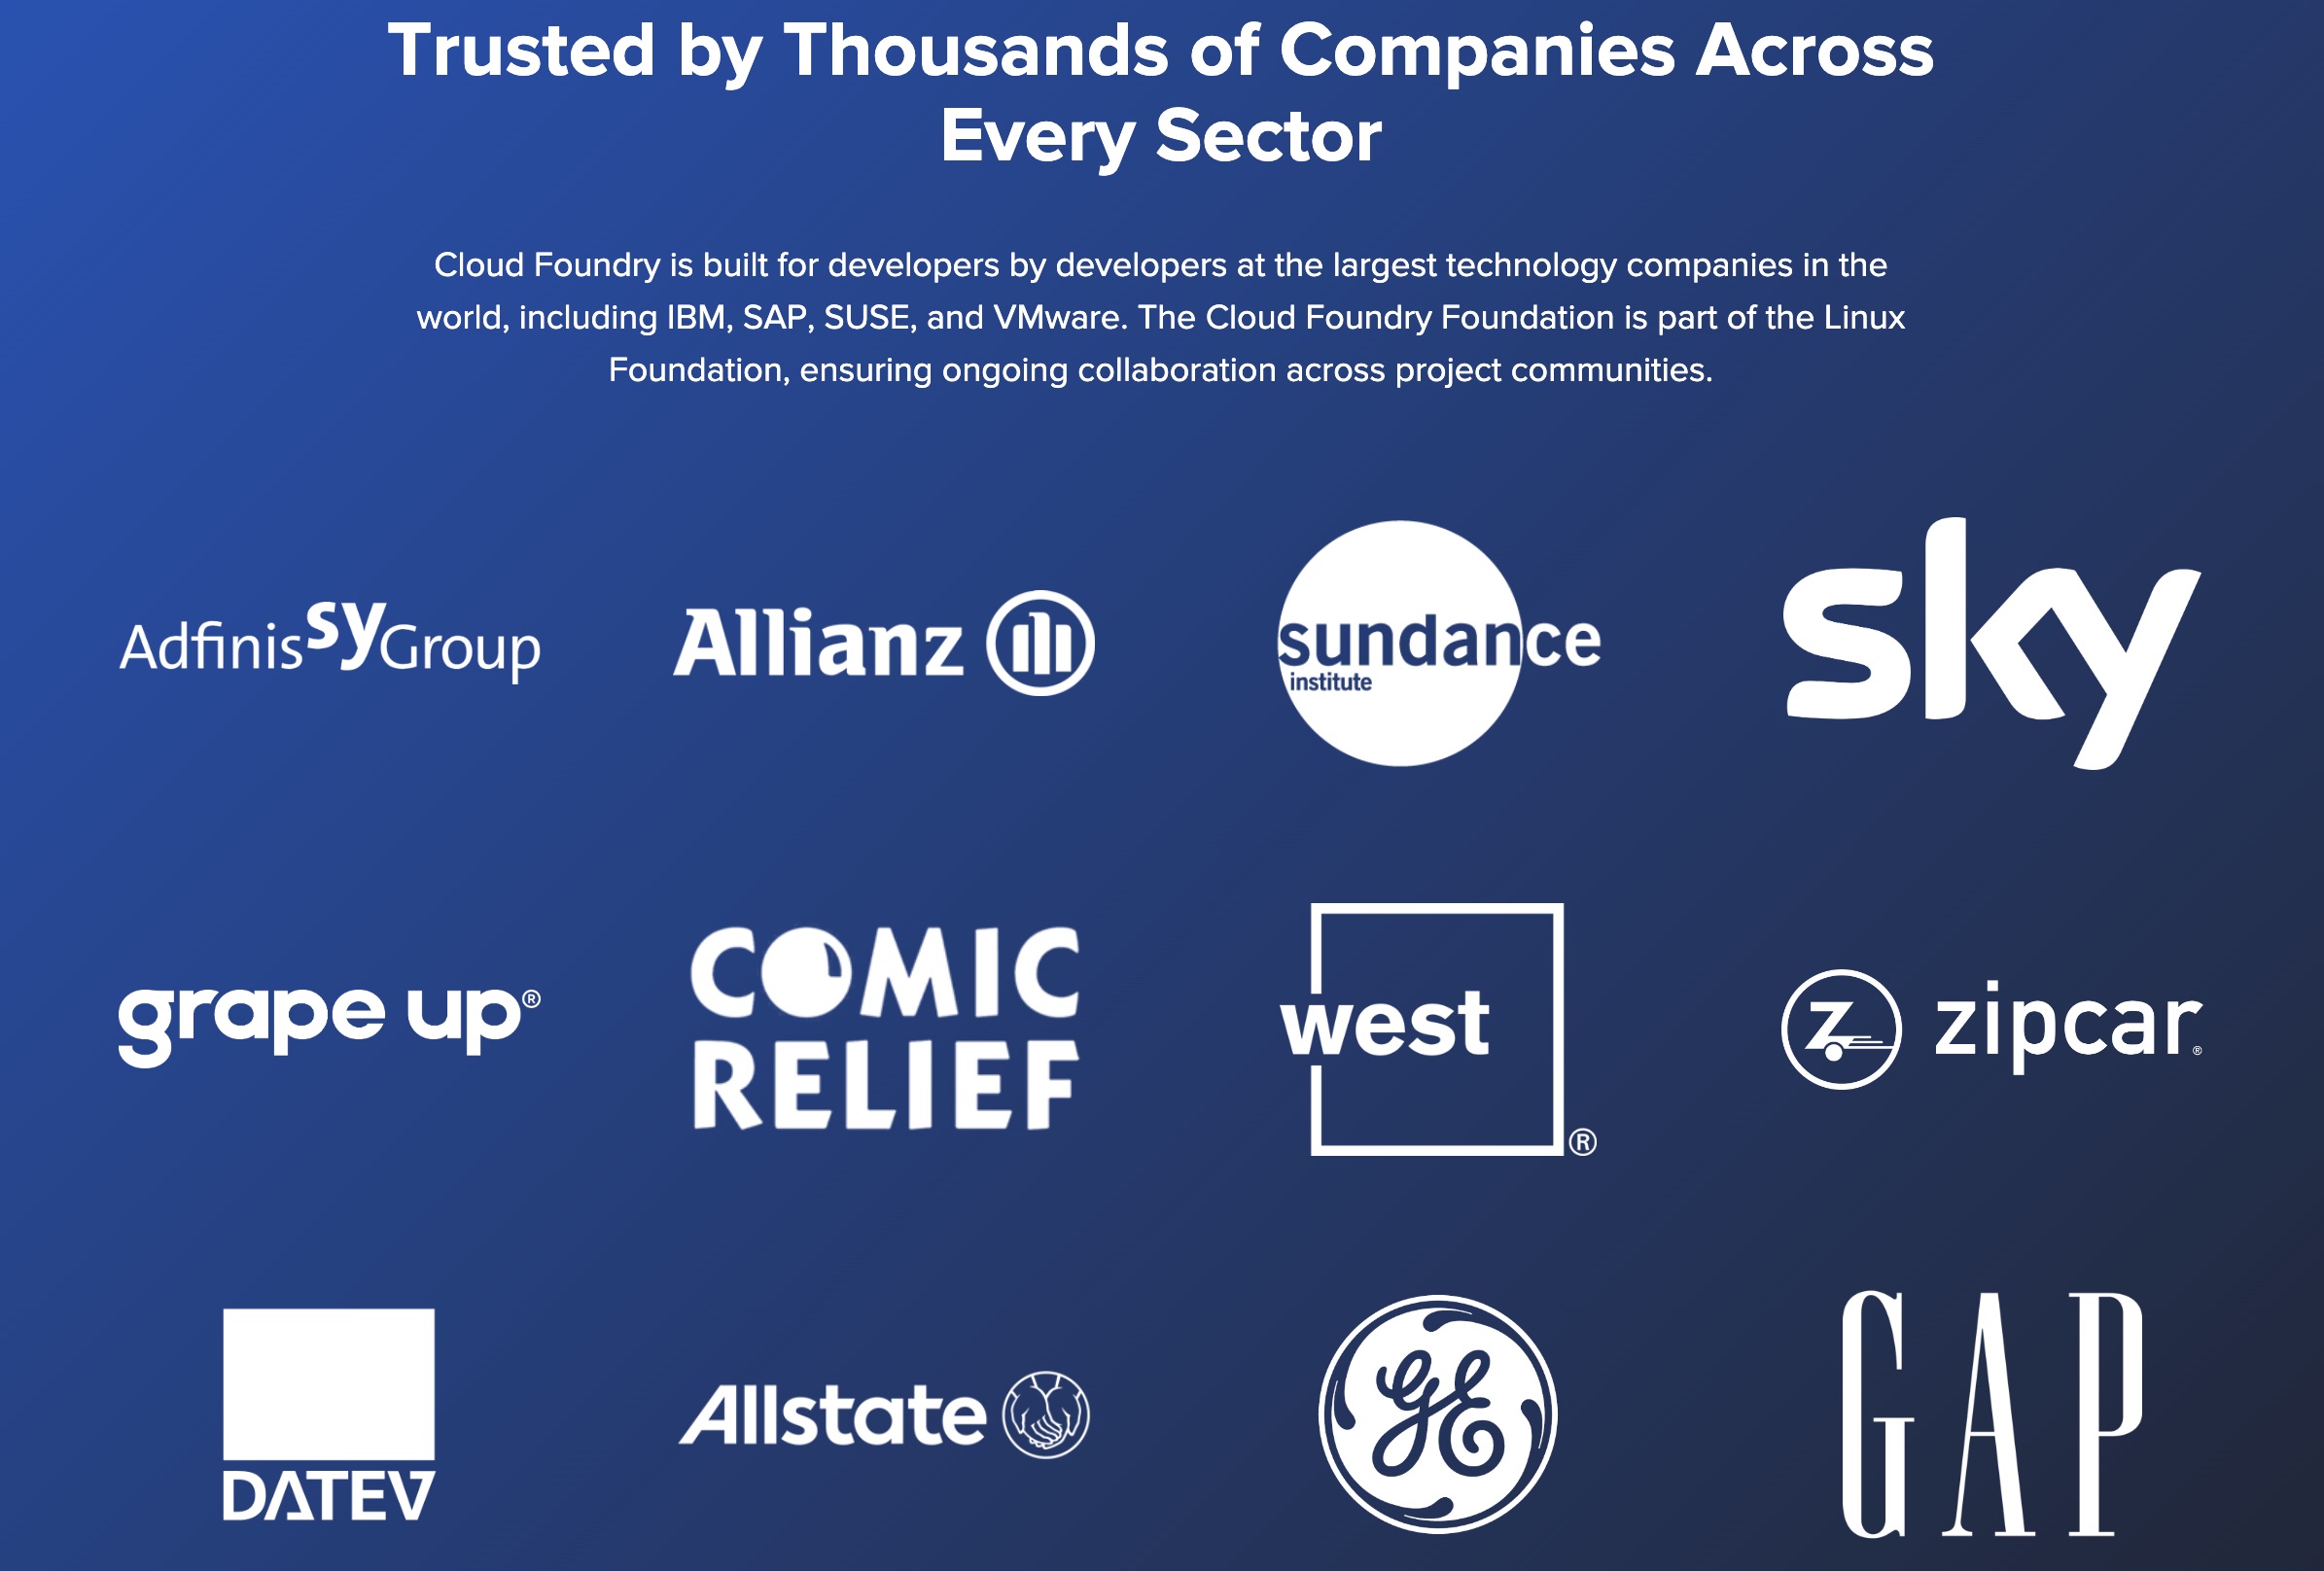 Trusted by Thousands of Companies Across
Every Sector
Cloud Foundry is built for developers by developers at the largest technology companies in the
world, including IBM, SAP, SUSE, and VMware. The Cloud Foundry Foundation is part of the Linux
Foundation, ensuring ongoing collaboration across project communities.
AdfinissyGroup
Allianz
sundance
institute
sky
grape up®
COMIC
RELIEF
west
®
Z zipcar®
DATEV
Allstate
GE
GAP